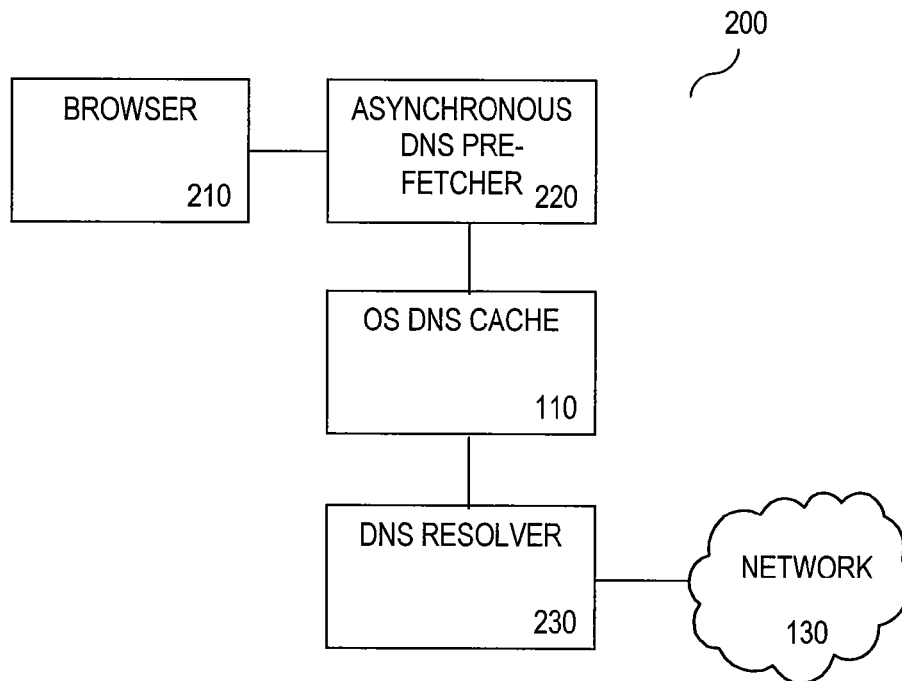 200
BROWSER
210
ASYNCHRONOUS
DNS PRE-
FETCHER
220
OS DNS CACHE
110
DNS RESOLVER
230
NETWORK
130